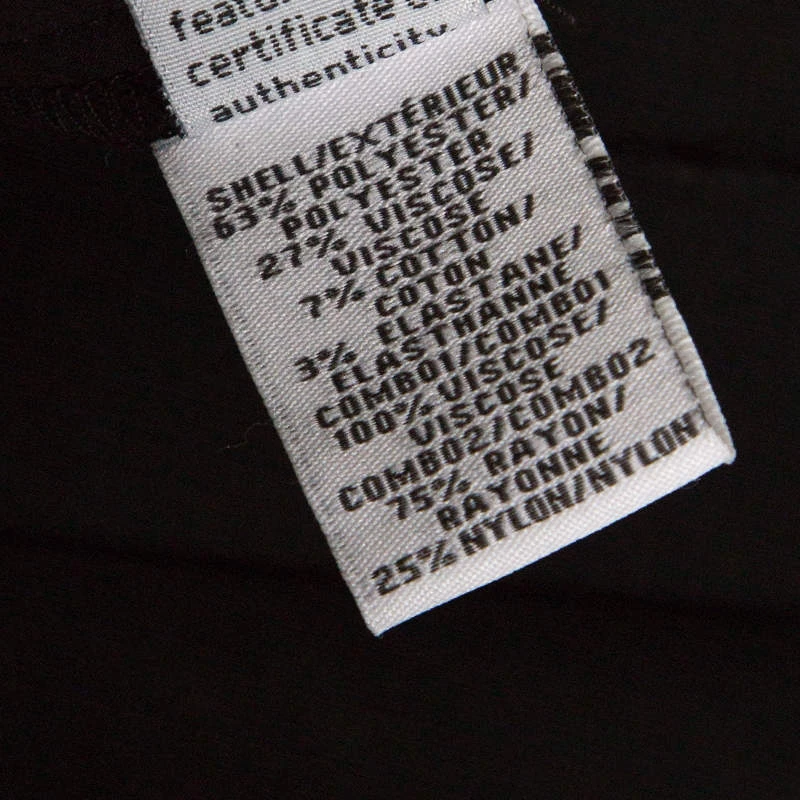 certificate
authenticity.
SHELL/EXTÉRIEUR
63% POLYESTER/
POLYESTER
27% VISCOSE/
VISCOSE
7% COTTON/
COTON
3% ELASTANE/
ELASTHANNE
COMBO1/COMBO1
100% VISCOSE/
VISCOSE
COMBO2/COMBO2
75% RAYON/
RAYONNE
25% NYLON/NYLON